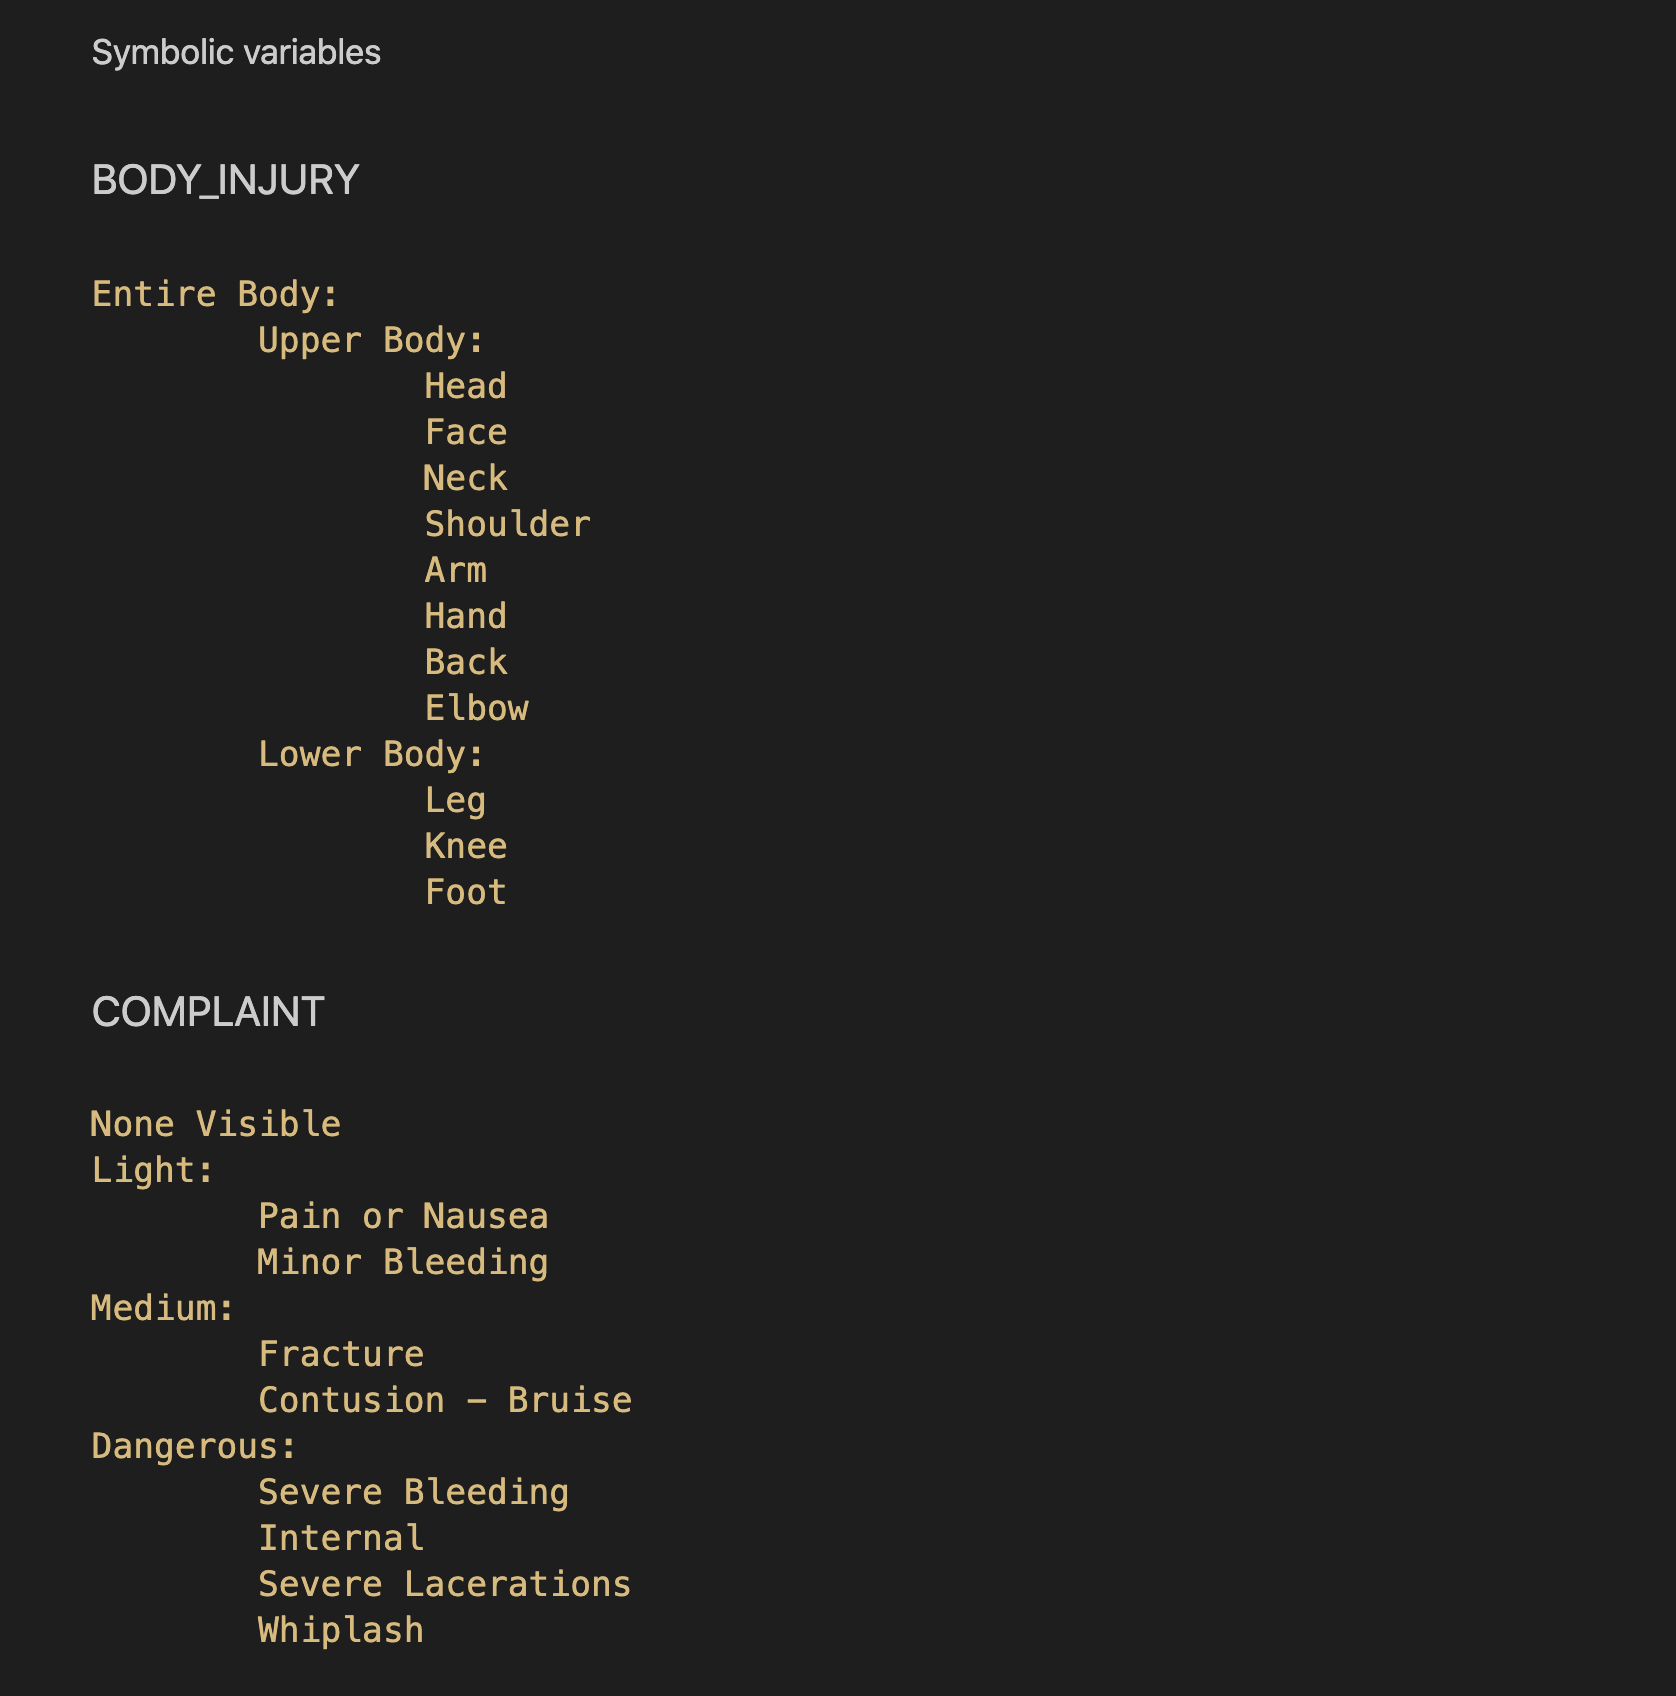 Symbolic variables
BODY_INJURY
Entire Body:
Upper Body:
Head
Face
Neck
Shoulder
Arm
Hand
Back
Elbow
Lower Body:
Leg
Knee
Foot
COMPLAINT
None Visible
Light:
Pain or Nausea
Minor Bleeding
Medium:
Fracture
Contusion - Bruise
Dangerous:
Severe Bleeding
Internal
Severe Lacerations
Whiplash